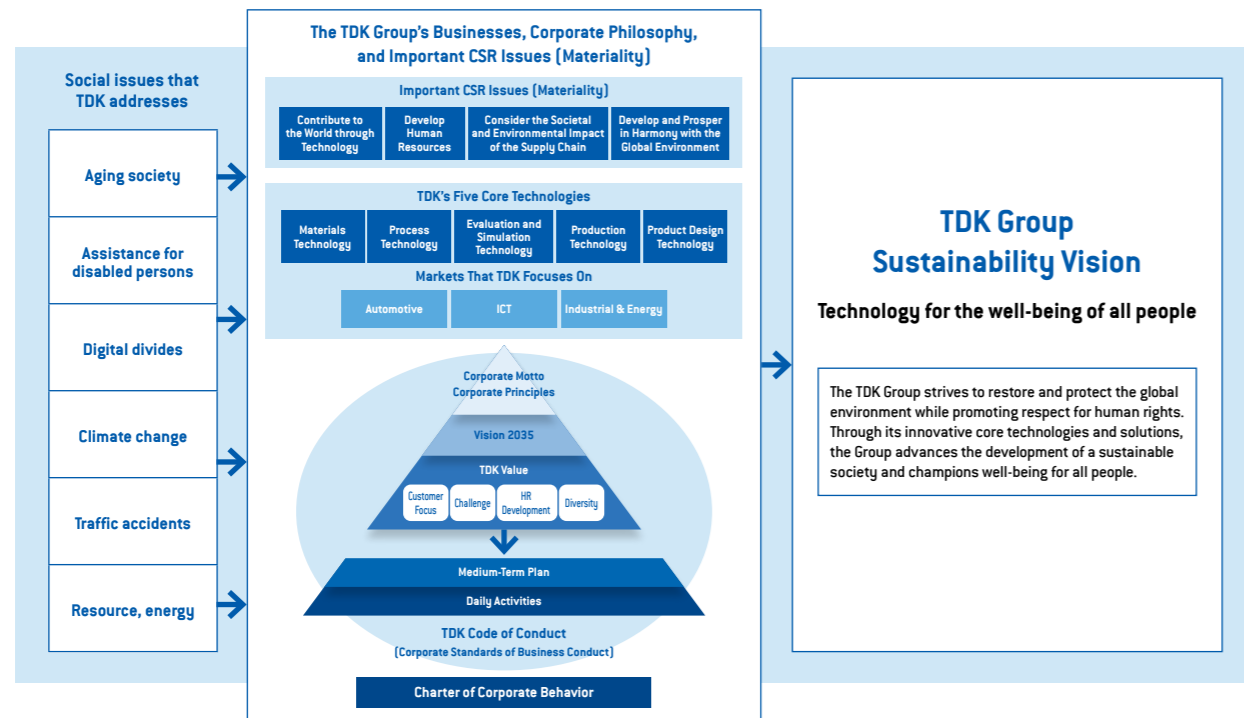 Social issues that
TDK addresses
Aging society
Assistance for
disabled persons
Digital divides
Climate change
Traffic accidents
Resource, energy
The TDK Group's Businesses, Corporate Philosophy,
and Important CSR Issues (Materiality)
Important CSR Issues (Materiality)
Contribute to
the World through
Technology
Develop
Human
Resources
Consider the Societal
and Environmental Impact
of the Supply Chain
Develop and Prosper
in Harmony with the
Global Environment
TDK's Five Core Technologies
Materials
Technology
Process
Technology
Evaluation and
Simulation
Technology
Production
Technology
Product Design
Technology
Markets That TDK Focuses On
Automotive
ICT
Industrial & Energy
Corporate Motto
Corporate Principles
Vision 2035
TDK Value
Customer
Focus
Challenge
HR
Development
Diversity
Medium-Term Plan
Daily Activities
TDK Code of Conduct
(Corporate Standards of Business Conduct)
Charter of Corporate Behavior
TDK Group
Sustainability Vision
Technology for the well-being of all people
The TDK Group strives to restore and protect the global
environment while promoting respect for human rights.
Through its innovative core technologies and solutions,
the Group advances the development of a sustainable
society and champions well-being for all people.